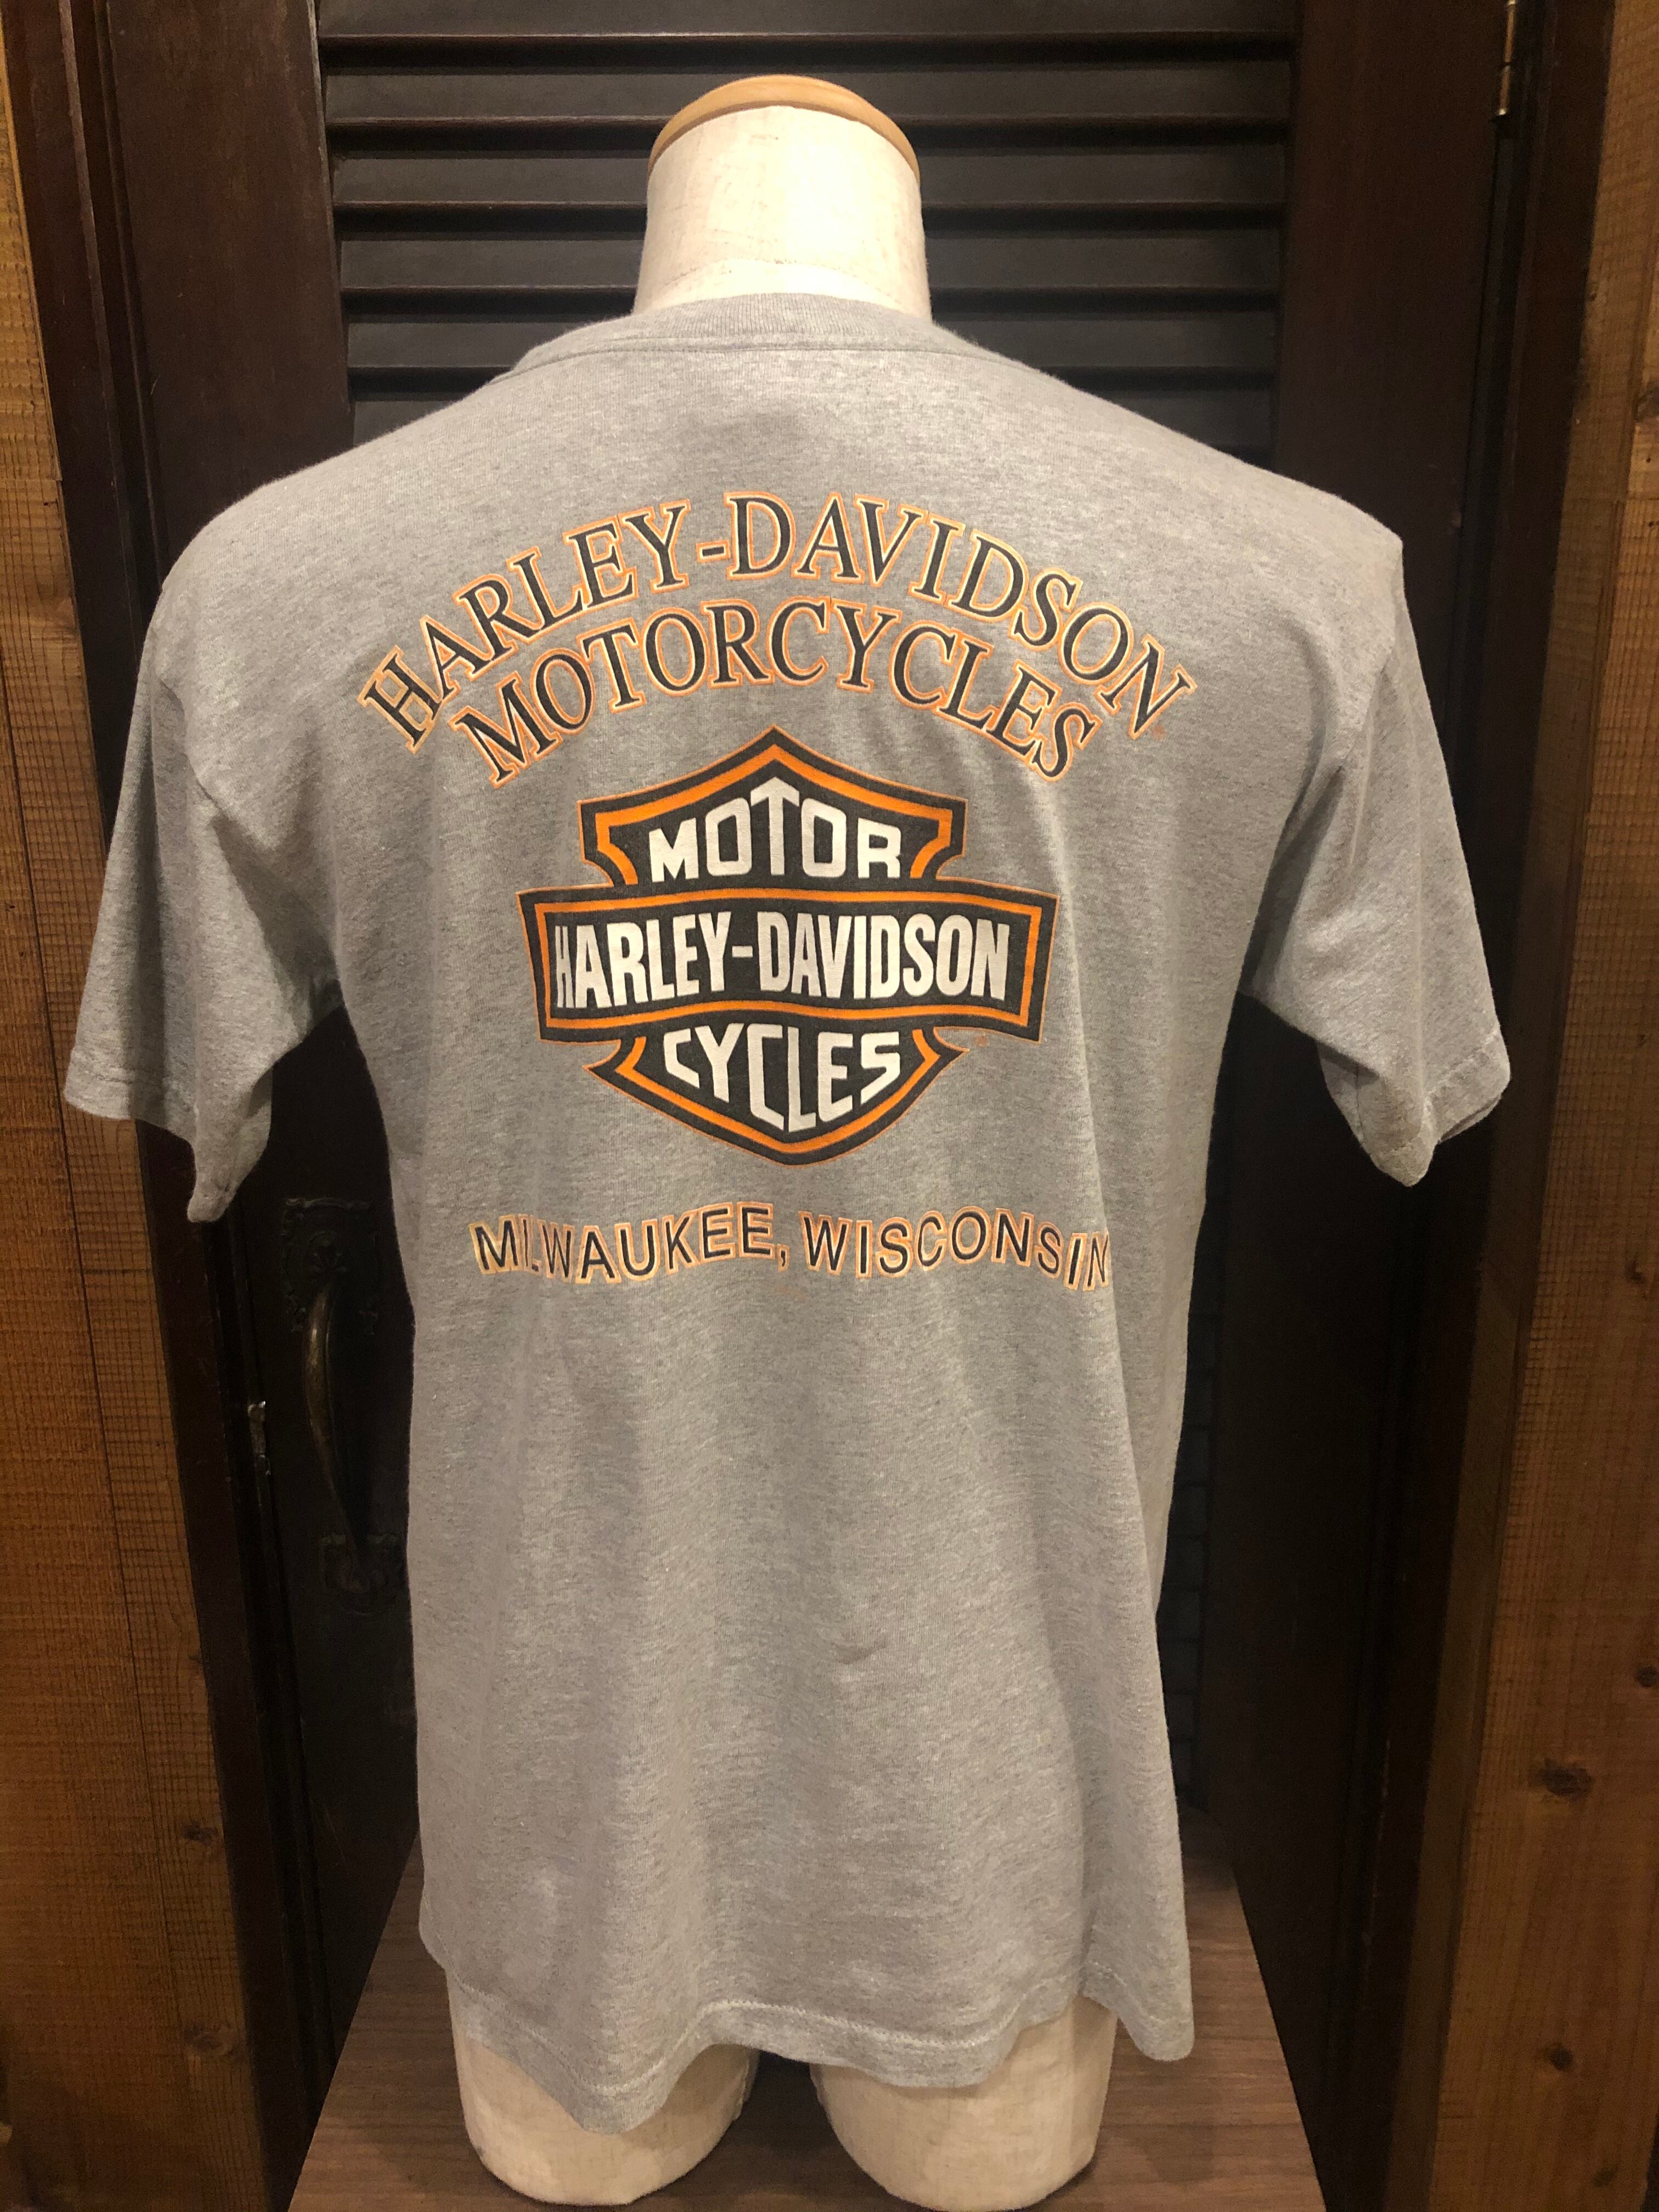 HARLEY-DAVIDSON
MOTORCYCLES
MOTOR
HARLEY-DAVIDSON
CYCLES
MILWAUKEE, WISCONSIN